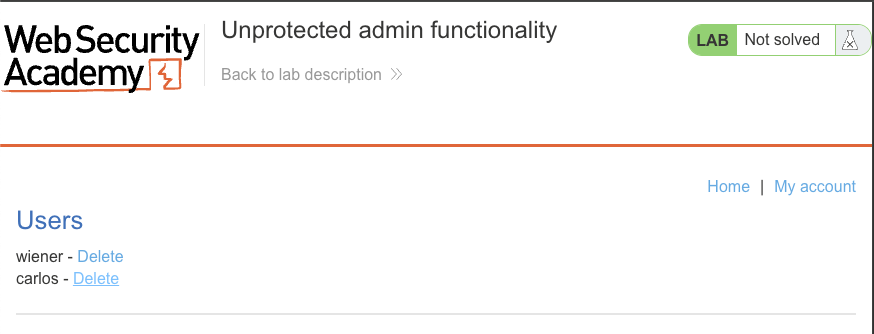 Web Security
Academy
Unprotected admin functionality
Back to lab description
LAB Not solved
Home | My account
Users
wiener - Delete
carlos - Delete